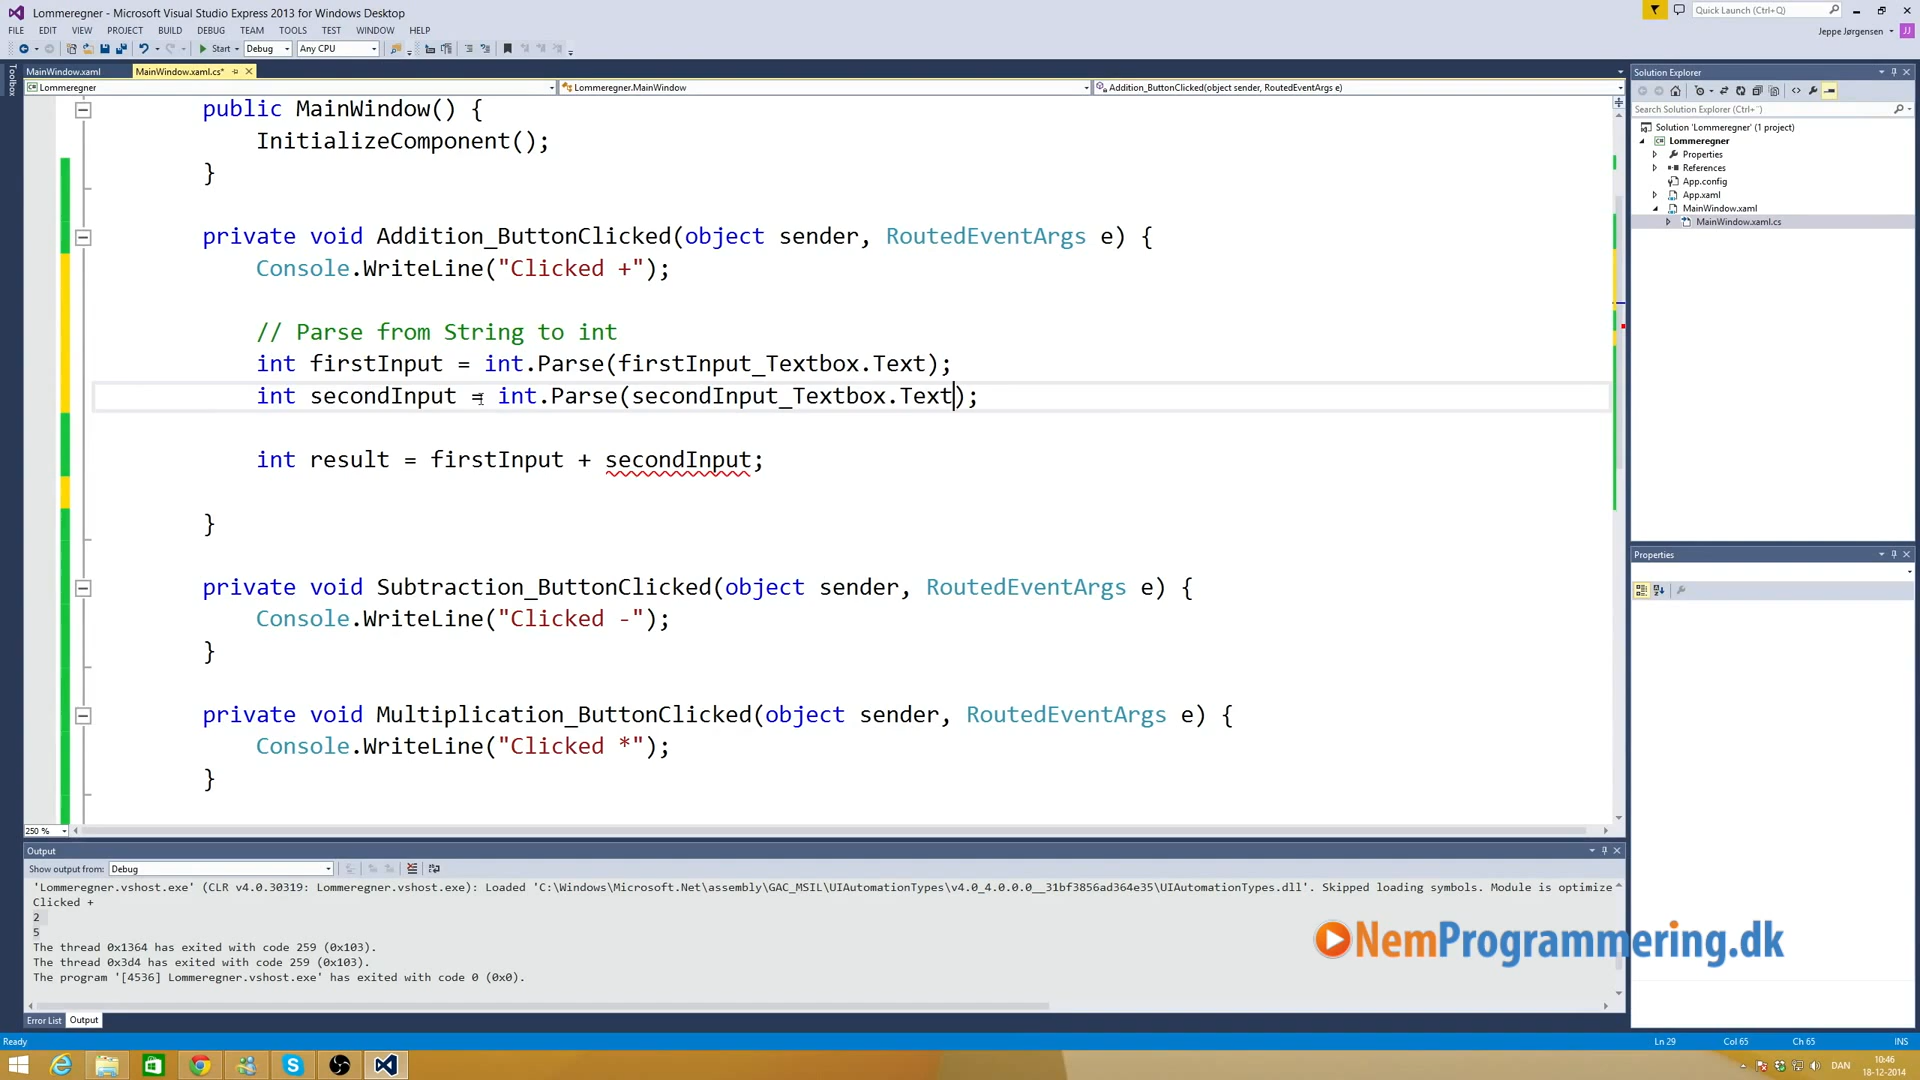 Lommeregner - Microsoft Visual Studio Express 2013 for Windows Desktop
Quick Launch (Ctrl+Q)
FILE EDIT VIEW PROJECT BUILD DEBUG TEAM TOOLS TEST WINDOW HELP
Jeppe Jørgensen JJ
Start Debug Any CPU
Toolbox
MainWindow.xaml MainWindow.xaml.cs*
Lommeregner Lommeregner.MainWindow Addition_ButtonClicked(object sender, RoutedEventArgs e)
public MainWindow() {
InitializeComponent();
}
private void Addition_ButtonClicked(object sender, RoutedEventArgs e) {
Console.WriteLine("Clicked +");
// Parse from String to int
int firstInput = int.Parse(firstInput_Textbox.Text);
int secondInput = int.Parse(secondInput_Textbox.Text);
int result = firstInput + secondInput;
}
private void Subtraction_ButtonClicked(object sender, RoutedEventArgs e) {
Console.WriteLine("Clicked -");
}
private void Multiplication_ButtonClicked(object sender, RoutedEventArgs e) {
Console.WriteLine("Clicked *");
}
250 %
Solution Explorer
Search Solution Explorer (Ctrl+¨)
Solution 'Lommeregner' (1 project)
Lommeregner
Properties
References
App.config
App.xaml
MainWindow.xaml
MainWindow.xaml.cs
Properties
Output
Show output from: Debug
'Lommeregner.vshost.exe' (CLR v4.0.30319: Lommeregner.vshost.exe): Loaded 'C:\Windows\Microsoft.Net\assembly\GAC_MSIL\UIAutomationTypes\v4.0_4.0.0.0__31bf3856ad364e35\UIAutomationTypes.dll'. Skipped loading symbols. Module is optimize
Clicked +
2
5
The thread 0x1364 has exited with code 259 (0x103).
The thread 0x3d4 has exited with code 259 (0x103).
The program '[4536] Lommeregner.vshost.exe' has exited with code 0 (0x0).
NemProgrammering.dk
Error List Output
Ready Ln 29 Col 65 Ch 65 INS
DAN
10:46
18-12-2014